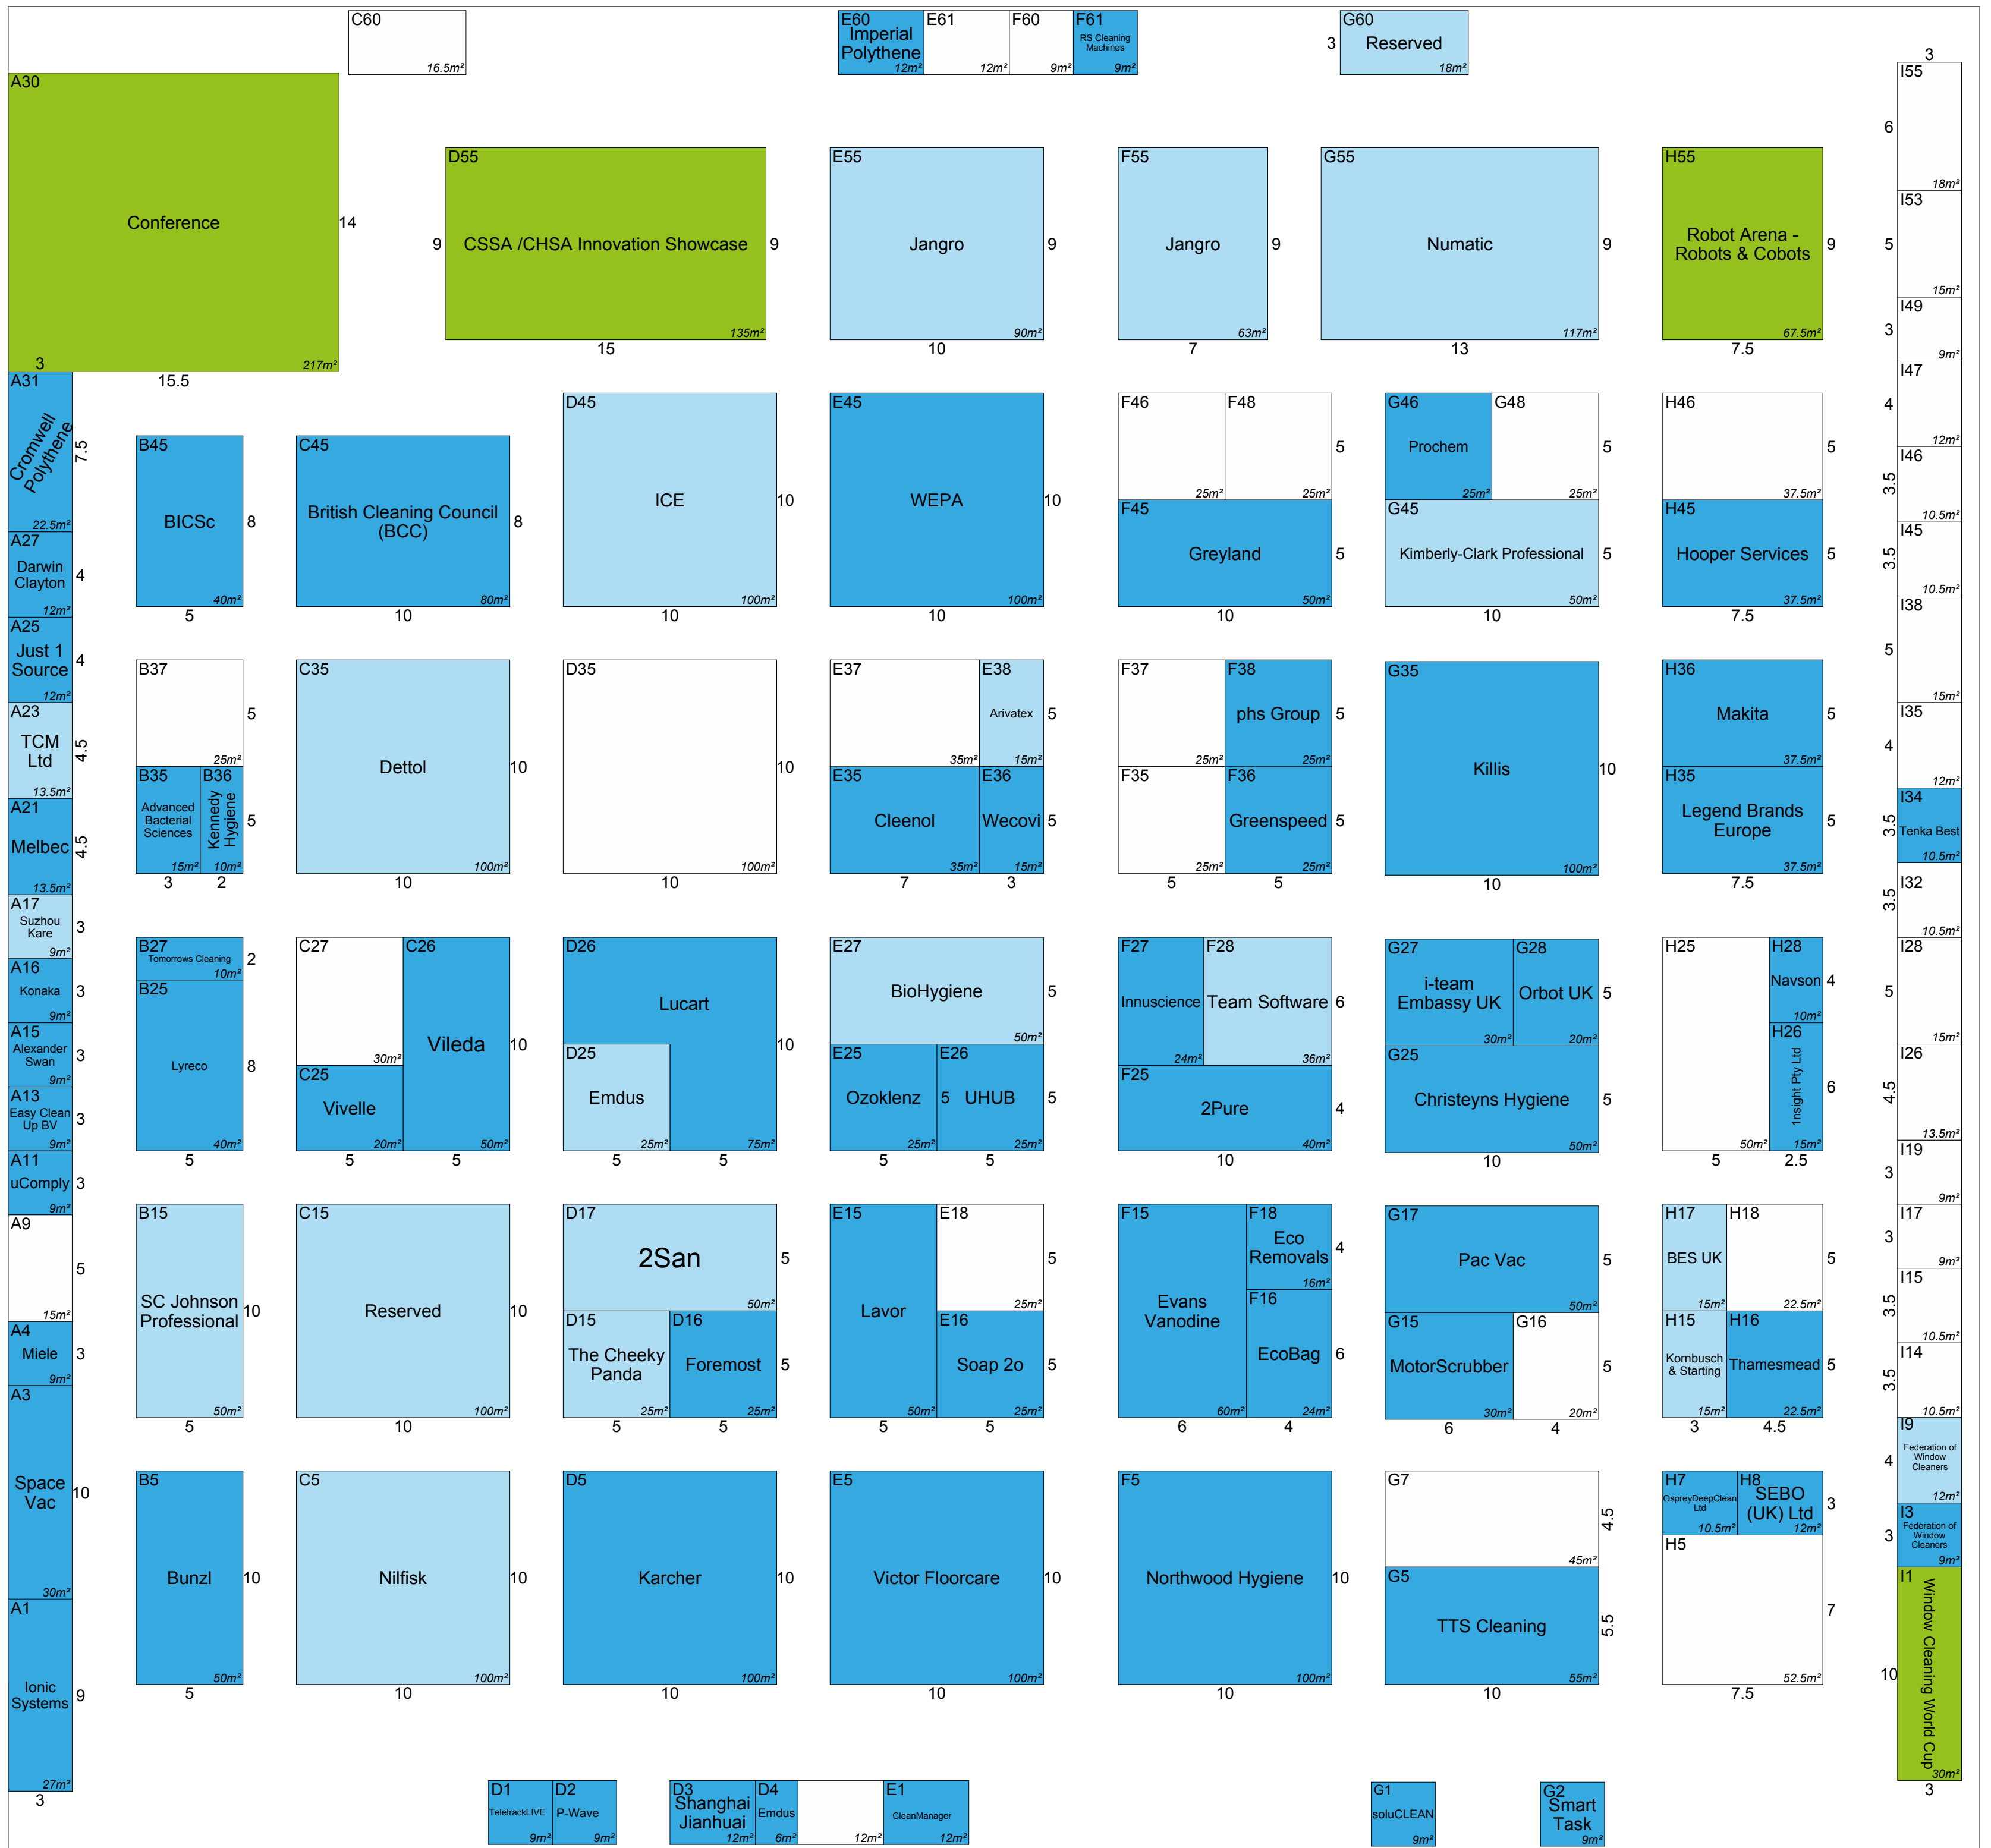 C60
16.5m²
E60
Imperial
Polythene
12m²
E61
12m²
F60
9m²
F61
RS Cleaning
Machines
9m²
3
G60
Reserved
18m²
A30
Conference
217m²
14
3
15.5
D55
CSSA /CHSA Innovation Showcase
135m²
9
9
15
E55
Jangro
90m²
9
10
F55
Jangro
63m²
9
7
G55
Numatic
117m²
9
13
H55
Robot Arena -
Robots & Cobots
67.5m²
9
7.5
3
I55
6
18m²
I53
5
15m²
I49
3
9m²
I47
4
12m²
I46
3.5
10.5m²
I45
3.5
10.5m²
I38
5
15m²
I35
4
12m²
I34
3.5
Tenka Best
10.5m²
I32
3.5
10.5m²
I28
5
15m²
I26
4.5
13.5m²
I19
3
9m²
I17
3
9m²
I15
3.5
10.5m²
I14
3.5
10.5m²
I9
Federation of
Window
Cleaners
4
12m²
I3
Federation of
Window
Cleaners
3
9m²
I1
Window Cleaning World Cup
10
30m²
3
A31
Cromwell
Polythene
7.5
22.5m²
A27
Darwin
Clayton
4
12m²
A25
Just 1
Source
4
12m²
A23
TCM
Ltd
4.5
13.5m²
A21
Melbec
4.5
13.5m²
A17
Suzhou
Kare
3
9m²
A16
Konaka
3
9m²
A15
Alexander
Swan
3
9m²
A13
Easy Clean
Up BV
3
9m²
A11
uComply
3
9m²
A9
5
15m²
A4
Miele
3
9m²
A3
Space
Vac
10
30m²
A1
Ionic
Systems
9
27m²
3
B45
BICSc
8
40m²
5
C45
British Cleaning Council
(BCC)
8
80m²
10
D45
ICE
10
100m²
10
E45
WEPA
10
100m²
10
F46
25m²
F48
5
25m²
F45
Greyland
5
50m²
10
G46
Prochem
25m²
G48
5
25m²
G45
Kimberly-Clark Professional
5
50m²
10
H46
5
37.5m²
H45
Hooper Services
5
37.5m²
7.5
B37
5
25m²
B35
Advanced
Bacterial
Sciences
15m²
B36
Kennedy
Hygiene
5
10m²
3
2
C35
Dettol
10
100m²
10
D35
10
100m²
10
E37
35m²
E38
Arivatex
5
15m²
E35
Cleenol
35m²
E36
Wecovi
5
15m²
7
3
F37
25m²
F38
phs Group
5
25m²
F35
25m²
F36
Greenspeed
5
25m²
5
5
G35
Killis
10
100m²
10
H36
Makita
5
37.5m²
H35
Legend Brands
Europe
5
37.5m²
7.5
B27
Tomorrows Cleaning
2
10m²
B25
Lyreco
8
40m²
5
C27
30m²
C26
Vileda
10
50m²
C25
Vivelle
20m²
5
5
D26
Lucart
10
75m²
D25
Emdus
25m²
5
5
E27
BioHygiene
5
50m²
E25
Ozoklenz
5
25m²
E26
UHUB
5
25m²
5
5
F27
Innuscience
24m²
F28
Team Software
6
36m²
F25
2Pure
4
40m²
10
G27
i-team
Embassy UK
30m²
G28
Orbot UK
5
20m²
G25
Christeyns Hygiene
5
50m²
10
H25
50m²
H28
Navson
4
10m²
H26
1nsight Pty Ltd
6
15m²
5
2.5
B15
SC Johnson
Professional
10
50m²
5
C15
Reserved
10
100m²
10
D17
2San
5
50m²
D15
The Cheeky
Panda
25m²
D16
Foremost
5
25m²
5
5
E15
Lavor
50m²
E18
5
25m²
E16
Soap 2o
5
25m²
5
5
F15
Evans
Vanodine
60m²
F18
Eco
Removals
4
16m²
F16
EcoBag
6
24m²
6
4
G17
Pac Vac
5
50m²
G15
MotorScrubber
30m²
G16
5
20m²
6
4
H17
BES UK
15m²
H18
5
22.5m²
H15
Kornbusch
& Starting
15m²
H16
Thamesmead
5
22.5m²
3
4.5
B5
Bunzl
10
50m²
5
C5
Nilfisk
10
100m²
10
D5
Karcher
10
100m²
10
E5
Victor Floorcare
10
100m²
10
F5
Northwood Hygiene
10
100m²
10
G7
4.5
45m²
G5
TTS Cleaning
5.5
55m²
10
H7
OspreyDeepClean
Ltd
10.5m²
H8
SEBO
(UK) Ltd
3
12m²
H5
7
52.5m²
7.5
D1
TeletrackLIVE
9m²
D2
P-Wave
9m²
D3
Shanghai
Jianhuai
12m²
D4
Emdus
6m²
12m²
E1
CleanManager
12m²
G1
soluCLEAN
9m²
G2
Smart
Task
9m²